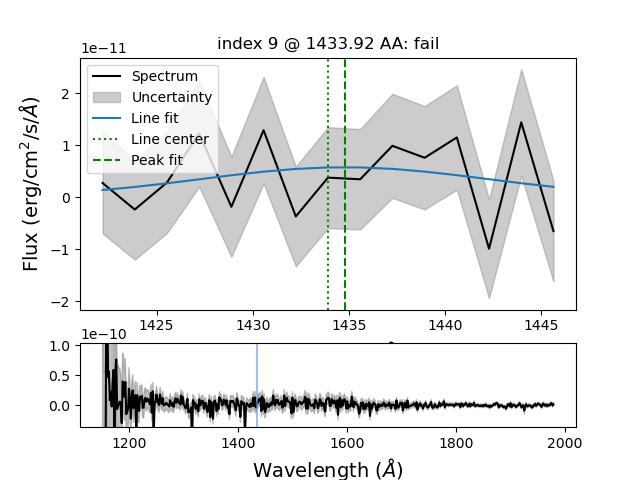 index 9 @ 1433.92 AA: fail
1e−11
Spectrum
Uncertainty
Line fit
Line center
Peak fit
Flux (erg/cm²/s/Å)
2
1
0
−1
−2
1425 1430 1435 1440 1445
1e−10
1.0
0.5
0.0
1200 1400 1600 1800 2000
Wavelength (Å)